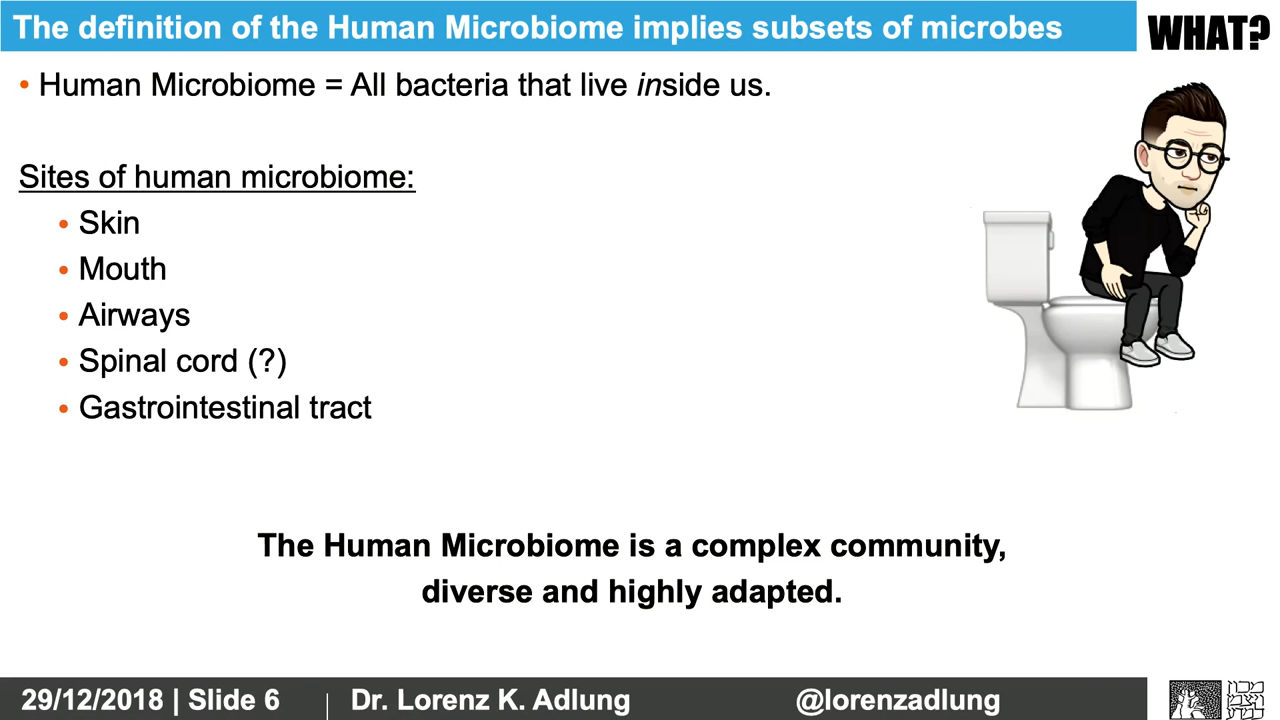 The definition of the Human Microbiome implies subsets of microbes
WHAT?
• Human Microbiome = All bacteria that live inside us.
Sites of human microbiome:
• Skin
• Mouth
• Airways
• Spinal cord (?)
• Gastrointestinal tract
The Human Microbiome is a complex community,
diverse and highly adapted.
29/12/2018 | Slide 6 | Dr. Lorenz K. Adlung @lorenzadlung